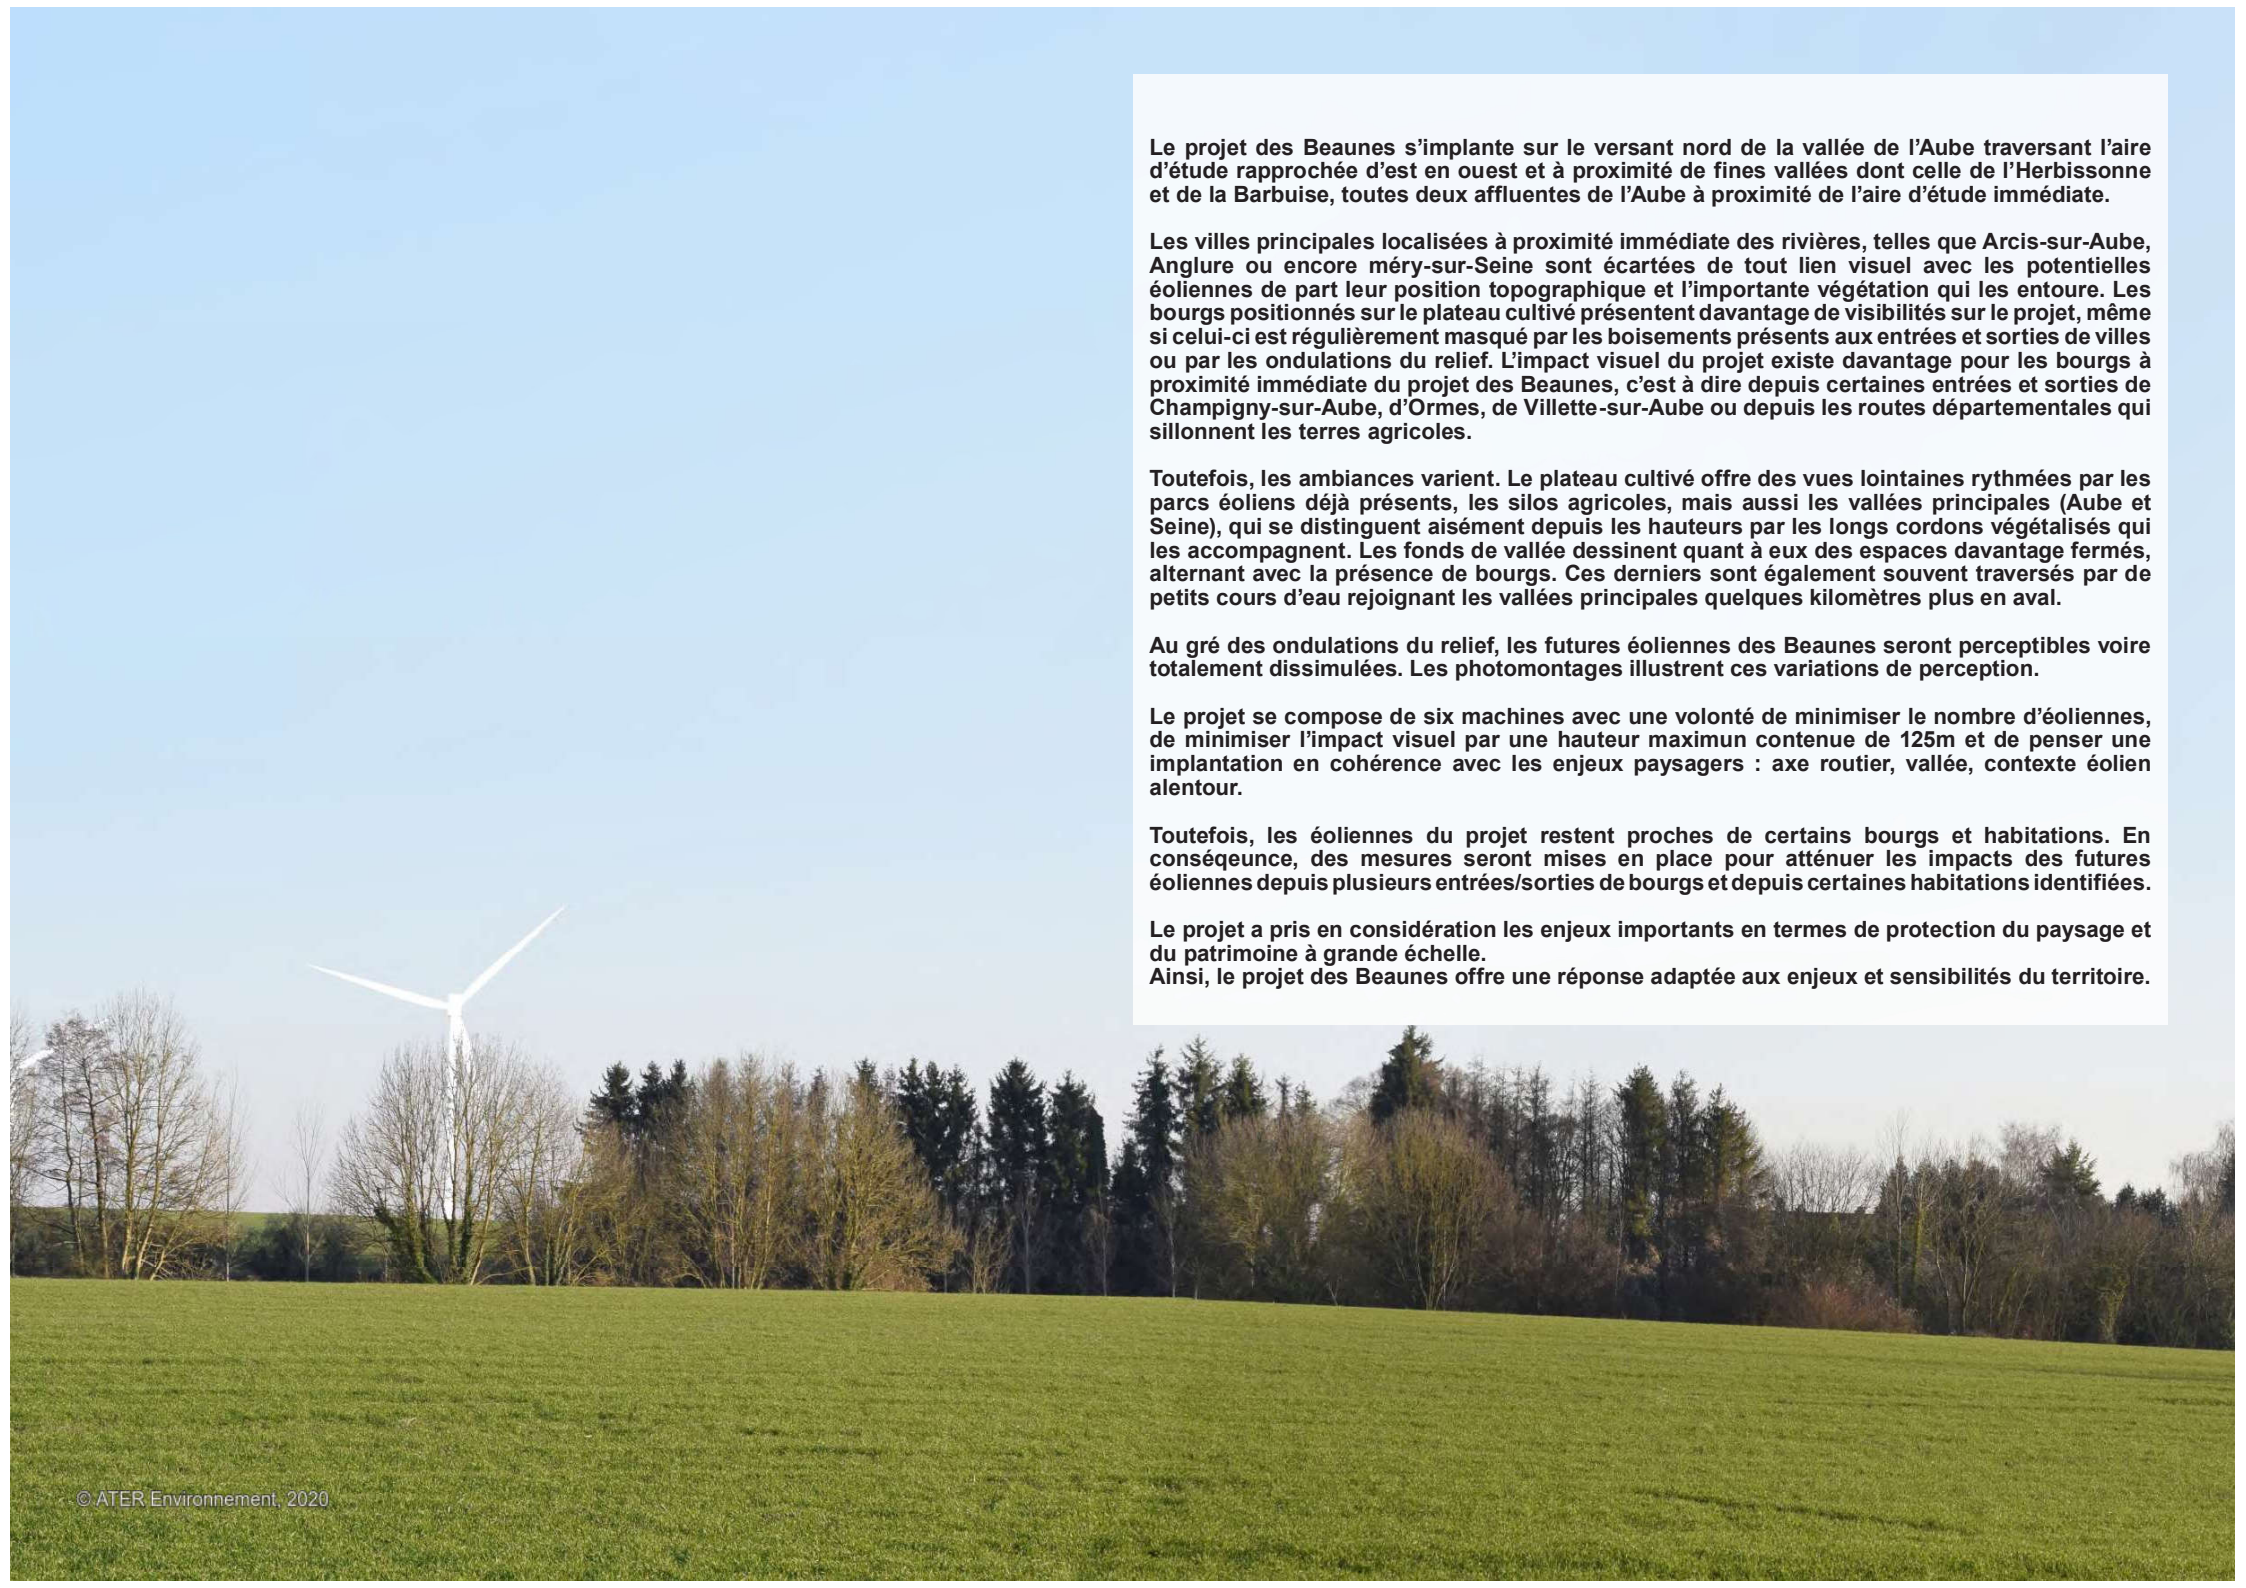 Le projet des Beaunes s’implante sur le versant nord de la vallée de l’Aube traversant l’aire
d’étude rapprochée d’est en ouest et à proximité de fines vallées dont celle de l’Herbissonne
et de la Barbuise, toutes deux affluentes de l’Aube à proximité de l’aire d’étude immédiate.
Les villes principales localisées à proximité immédiate des rivières, telles que Arcis-sur-Aube,
Anglure ou encore méry-sur-Seine sont écartées de tout lien visuel avec les potentielles
éoliennes de part leur position topographique et l’importante végétation qui les entoure. Les
bourgs positionnés sur le plateau cultivé présentent davantage de visibilités sur le projet, même
si celui-ci est régulièrement masqué par les boisements présents aux entrées et sorties de villes
ou par les ondulations du relief. L’impact visuel du projet existe davantage pour les bourgs à
proximité immédiate du projet des Beaunes, c’est à dire depuis certaines entrées et sorties de
Champigny-sur-Aube, d’Ormes, de Villette-sur-Aube ou depuis les routes départementales qui
sillonnent les terres agricoles.
Toutefois, les ambiances varient. Le plateau cultivé offre des vues lointaines rythmées par les
parcs éoliens déjà présents, les silos agricoles, mais aussi les vallées principales (Aube et
Seine), qui se distinguent aisément depuis les hauteurs par les longs cordons végétalisés qui
les accompagnent. Les fonds de vallée dessinent quant à eux des espaces davantage fermés,
alternant avec la présence de bourgs. Ces derniers sont également souvent traversés par de
petits cours d’eau rejoignant les vallées principales quelques kilomètres plus en aval.
Au gré des ondulations du relief, les futures éoliennes des Beaunes seront perceptibles voire
totalement dissimulées. Les photomontages illustrent ces variations de perception.
Le projet se compose de six machines avec une volonté de minimiser le nombre d’éoliennes,
de minimiser l’impact visuel par une hauteur maximun contenue de 125m et de penser une
implantation en cohérence avec les enjeux paysagers : axe routier, vallée, contexte éolien
alentour.
Toutefois, les éoliennes du projet restent proches de certains bourgs et habitations. En
conséqeunce, des mesures seront mises en place pour atténuer les impacts des futures
éoliennes depuis plusieurs entrées/sorties de bourgs et depuis certaines habitations identifiées.
Le projet a pris en considération les enjeux importants en termes de protection du paysage et
du patrimoine à grande échelle.
Ainsi, le projet des Beaunes offre une réponse adaptée aux enjeux et sensibilités du territoire.
© ATER Environnement, 2020